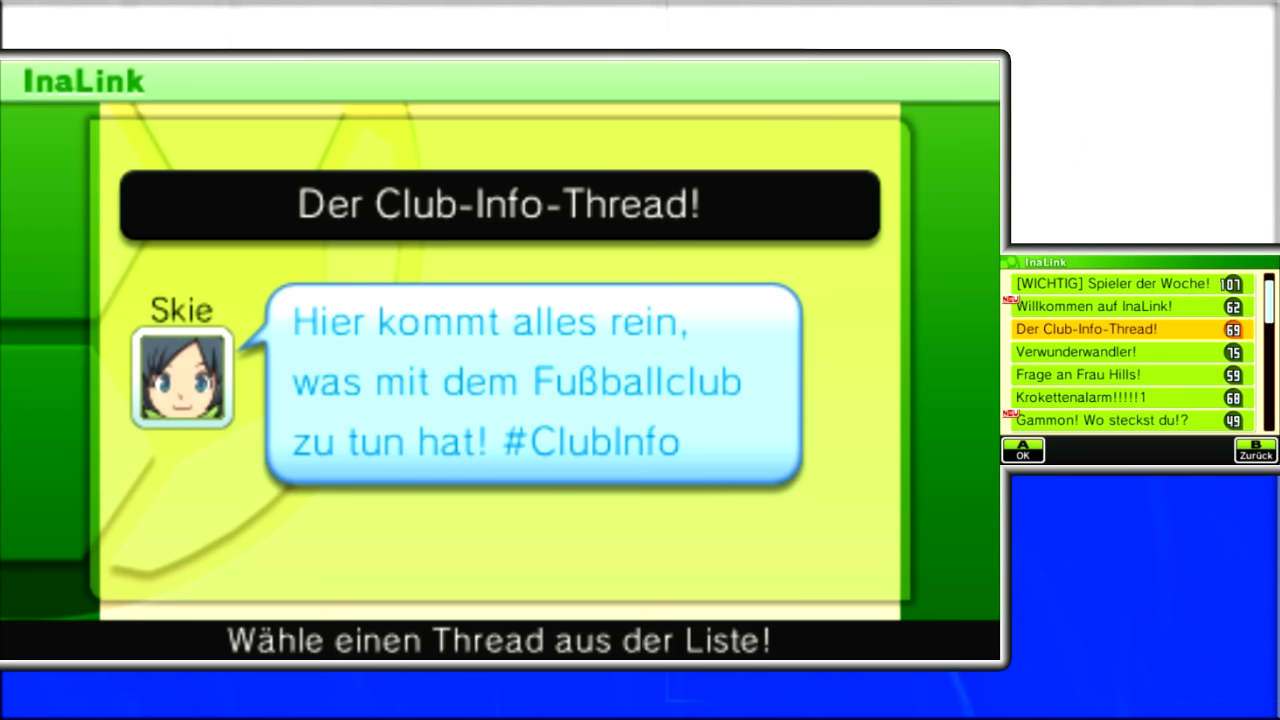 InaLink
Der Club-Info-Thread!
Skie
Hier kommt alles rein,
was mit dem Fußballclub
zu tun hat! #ClubInfo
Wähle einen Thread aus der Liste!
InaLink
[WICHTIG] Spieler der Woche! 107
NEU Willkommen auf InaLink! 62
Der Club-Info-Thread! 69
Verwunderwandler! 75
Frage an Frau Hills! 59
Krokettenalarm!!!!!1 68
NEU Gammon! Wo steckst du!? 49
A OK
B Zurück